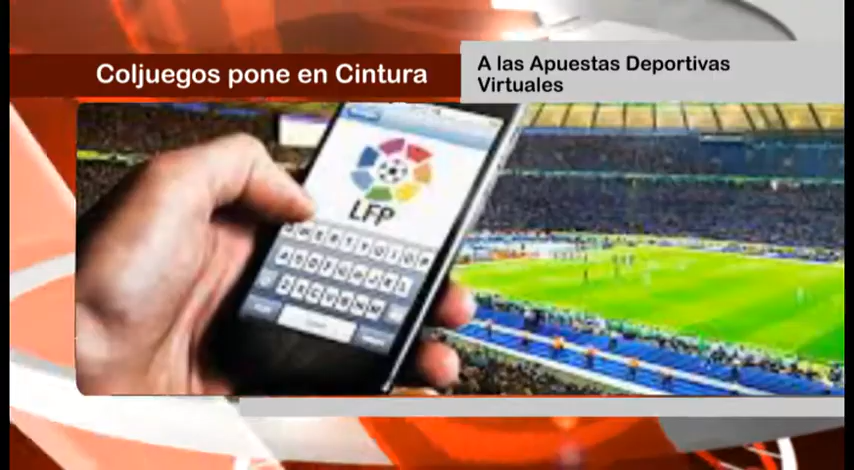 Coljuegos pone en Cintura
A las Apuestas Deportivas
Virtuales
LFP